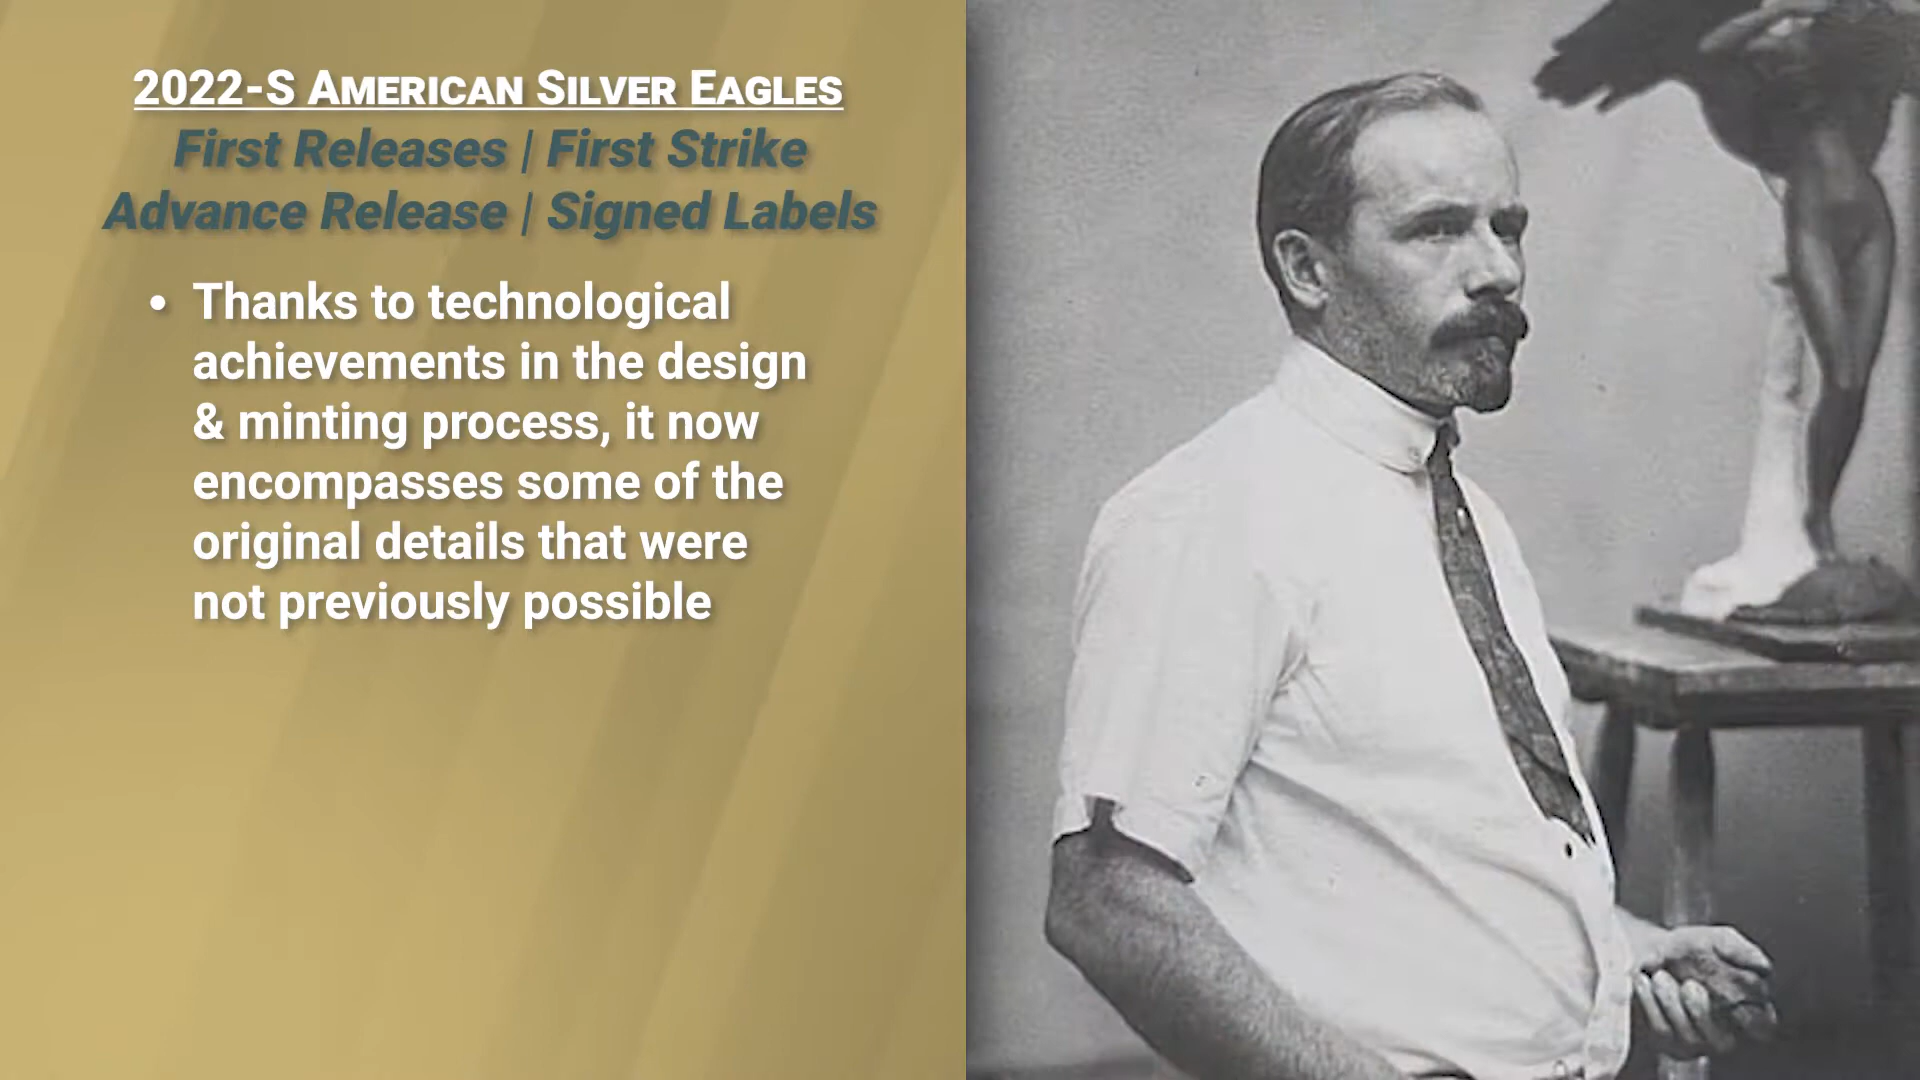 2022-S American Silver Eagles
First Releases | First Strike
Advance Release | Signed Labels
• Thanks to technological
achievements in the design
& minting process, it now
encompasses some of the
original details that were
not previously possible